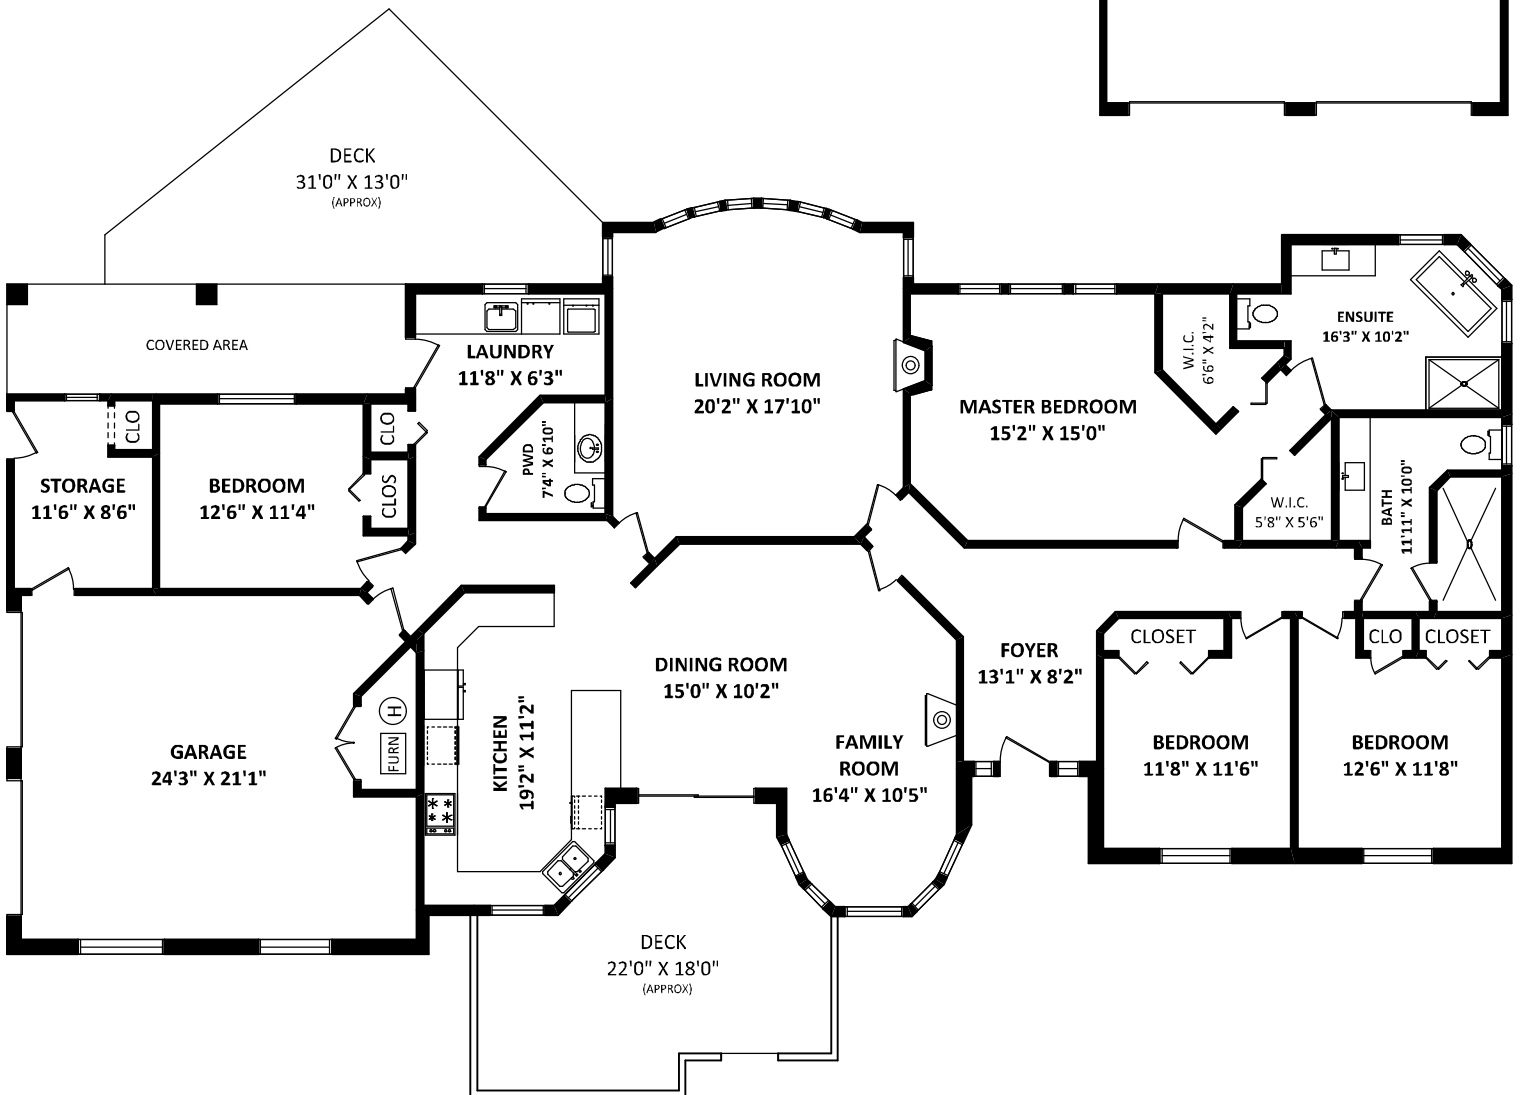 DECK
31'0" X 13'0"
(APPROX)
COVERED AREA
LAUNDRY
11'8" X 6'3"
LIVING ROOM
20'2" X 17'10"
MASTER BEDROOM
15'2" X 15'0"
W.I.C.
6'6" X 4'2"
ENSUITE
16'3" X 10'2"
CLO
CLO
PWD
7'4" X 6'10"
STORAGE
11'6" X 8'6"
BEDROOM
12'6" X 11'4"
CLOS
W.I.C.
5'8" X 5'6"
BATH
11'11" X 10'0"
DINING ROOM
15'0" X 10'2"
FOYER
13'1" X 8'2"
CLOSET
CLO
CLOSET
GARAGE
24'3" X 21'1"
H
FURN
KITCHEN
19'2" X 11'2"
FAMILY
ROOM
16'4" X 10'5"
BEDROOM
11'8" X 11'6"
BEDROOM
12'6" X 11'8"
DECK
22'0" X 18'0"
(APPROX)